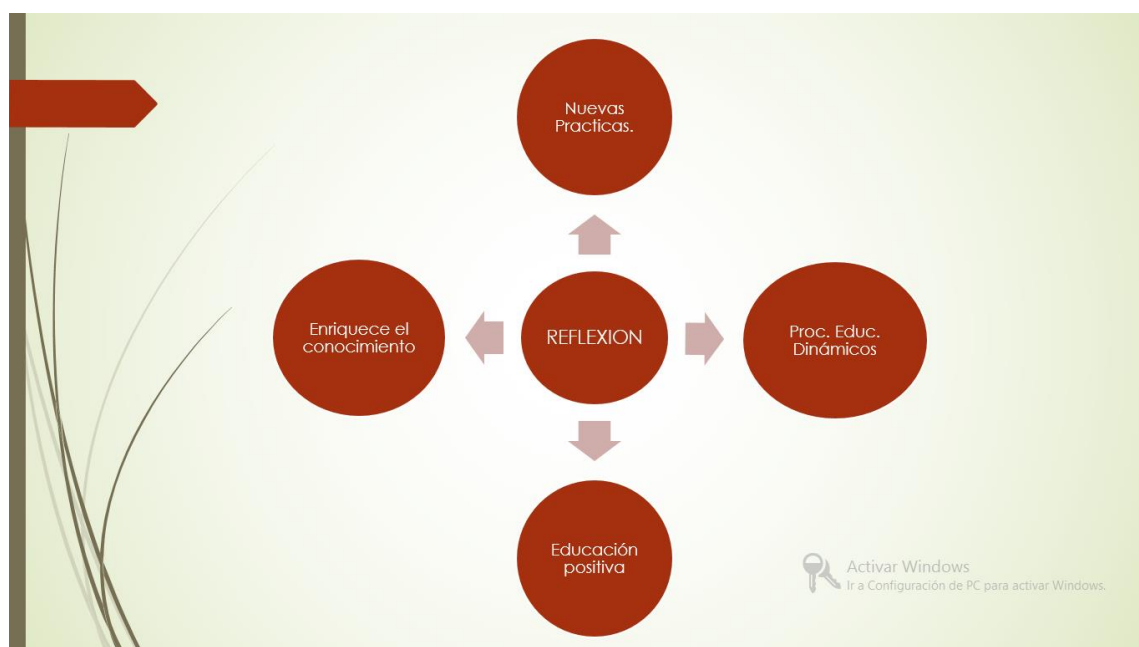 Nuevas
Practicas.
Enriquece el
conocimiento
REFLEXION
Proc. Educ.
Dinámicos
Educación
positiva
Activar Windows
Ir a Configuración de PC para activar Windows.